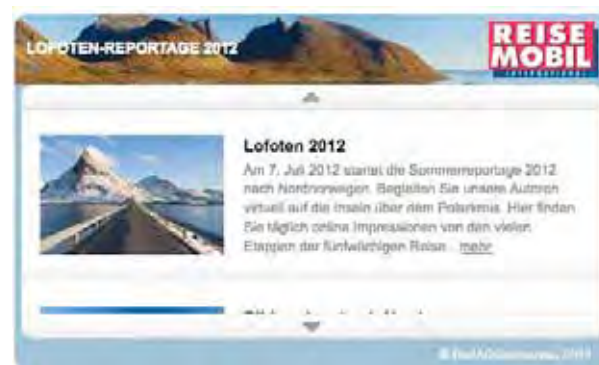 LOFOTEN-REPORTAGE 2012
REISE
MOBIL
INTERNATIONAL
Lofoten 2012
Am 7. Juli 2012 startet die Sommerreportage 2012
nach Nordnorwegen. Begleiten Sie unsere Autoren
virtuell auf die Inseln über dem Polarkreis. Hier finden
Sie täglich online Impressionen von den vielen
Etappen der fünfwöchigen Reise... mehr